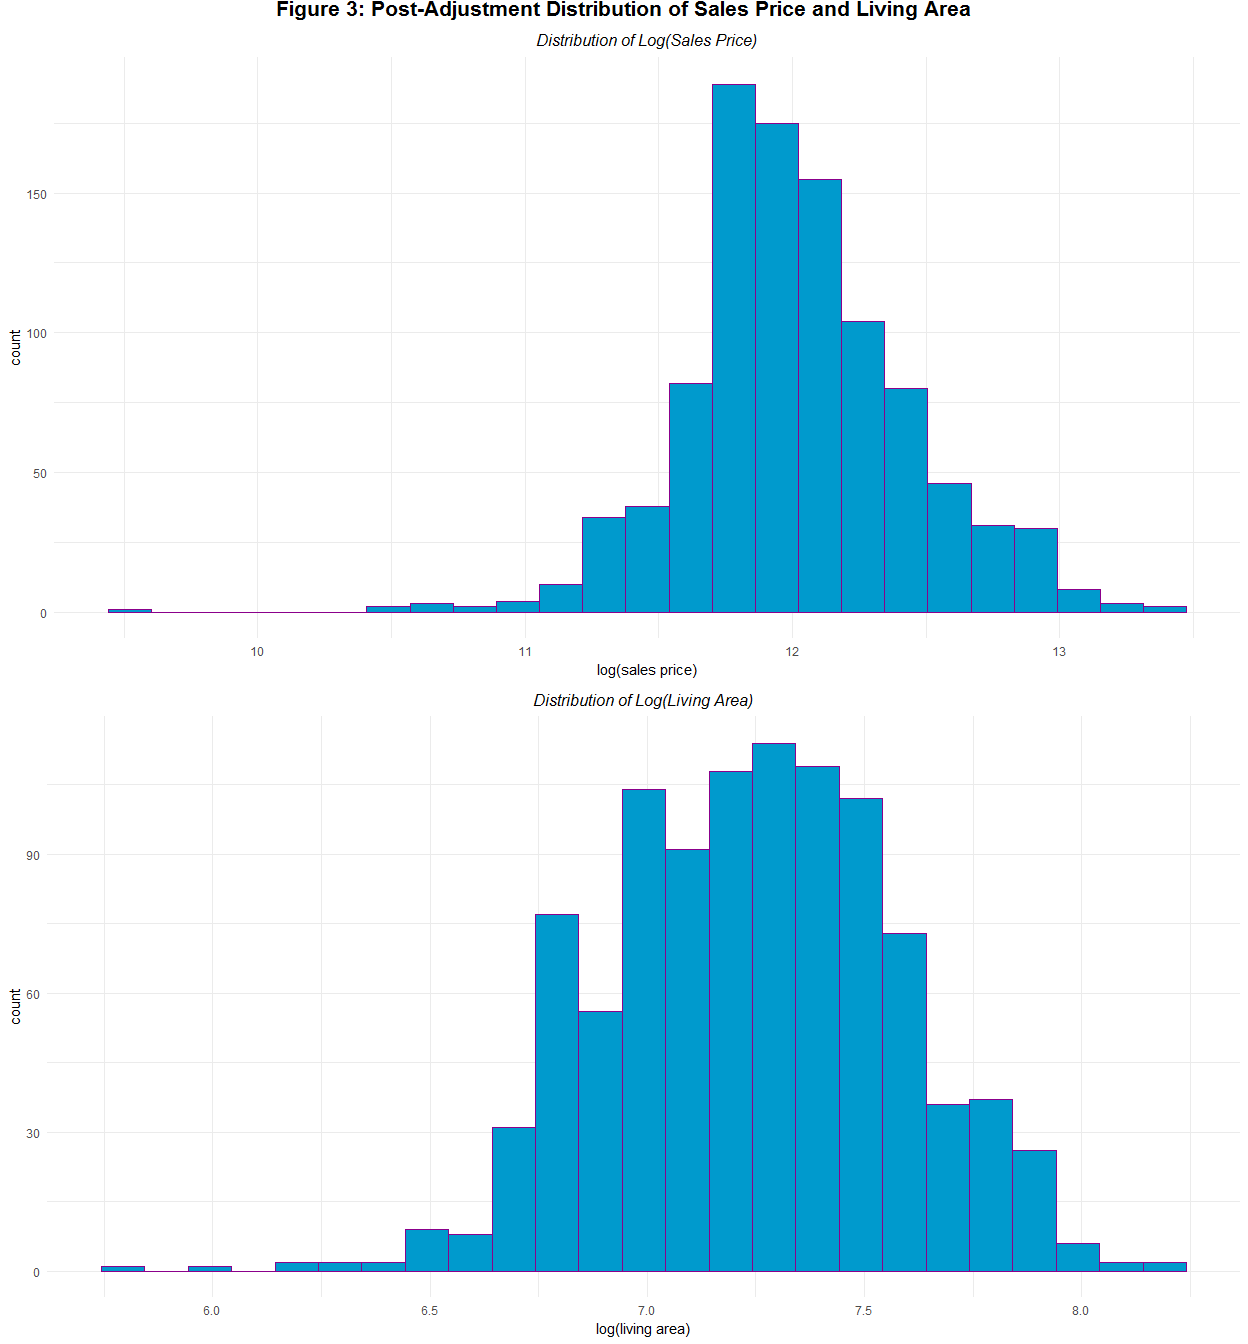 Figure 3: Post-Adjustment Distribution of Sales Price and Living Area
Distribution of Log(Sales Price)
150
100
50
0
count
10 11 12 13
log(sales price)
Distribution of Log(Living Area)
90
60
30
0
count
6.0 6.5 7.0 7.5 8.0
log(living area)